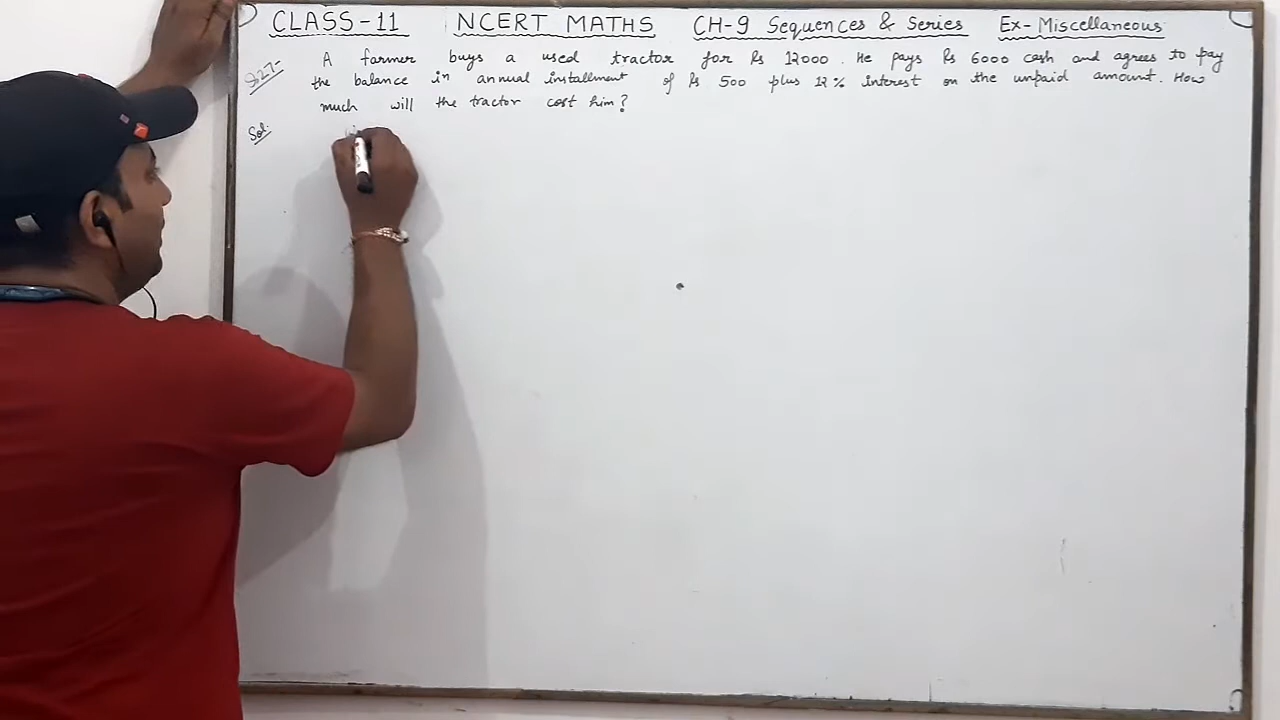 CLASS-11 NCERT MATHS CH-9 Sequences & Series Ex- Miscellaneous
Q27- A farmer buys a used tractor for Rs 12000. He pays Rs 6000 cash and agrees to pay
the balance in annual installment of Rs 500 plus 12% interest on the unpaid amount. How
much will the tractor cost him?
Sol: